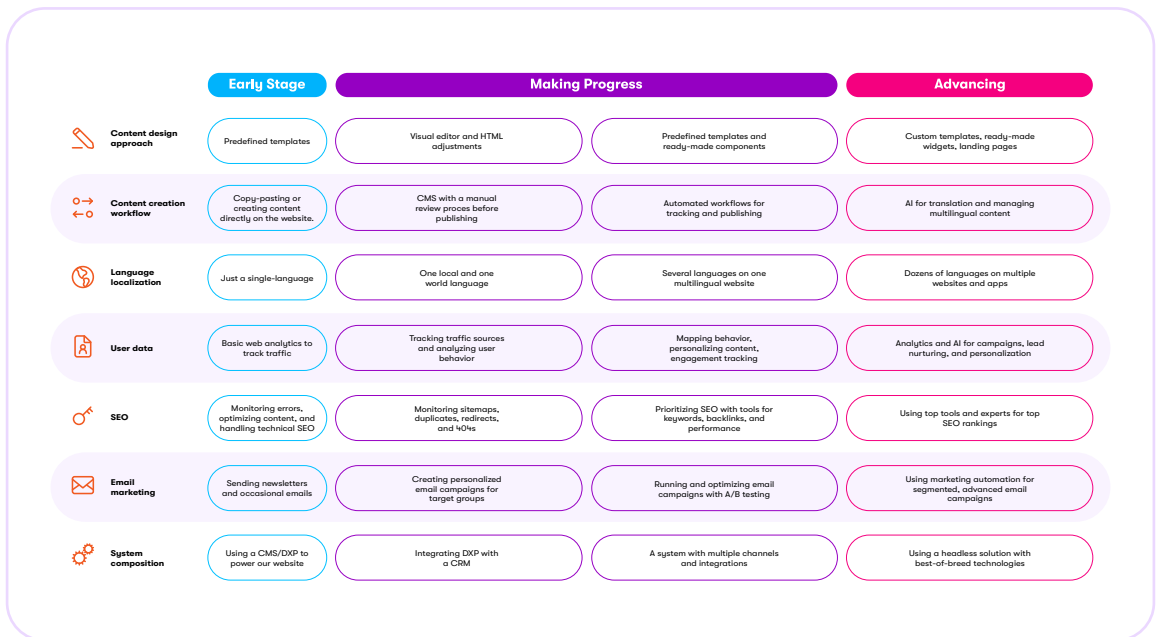 Early Stage
Making Progress
Advancing
Content design
approach
Predefined templates
Visual editor and HTML
adjustments
Predefined templates and
ready-made components
Custom templates, ready-made
widgets, landing pages
Content creation
workflow
Copy-pasting or
creating content
directly on the website.
CMS with a manual
review proces before
publishing
Automated workflows for
tracking and publishing
AI for translation and managing
multilingual content
Language
localization
Just a single-language
One local and one
world language
Several languages on one
multilingual website
Dozens of languages on multiple
websites and apps
User data
Basic web analytics to
track traffic
Tracking traffic sources
and analyzing user
behavior
Mapping behavior,
personalizing content,
engagement tracking
Analytics and AI for campaigns, lead
nurturing, and personalization
SEO
Monitoring errors,
optimizing content, and
handling technical SEO
Monitoring sitemaps,
duplicates, redirects,
and 404s
Prioritizing SEO with tools for
keywords, backlinks, and
performance
Using top tools and experts for top
SEO rankings
Email
marketing
Sending newsletters
and occasional emails
Creating personalized
email campaigns for
target groups
Running and optimizing email
campaigns with A/B testing
Using marketing automation for
segmented, advanced email
campaigns
System
composition
Using a CMS/DXP to
power our website
Integrating DXP with
a CRM
A system with multiple channels
and integrations
Using a headless solution with
best-of-breed technologies